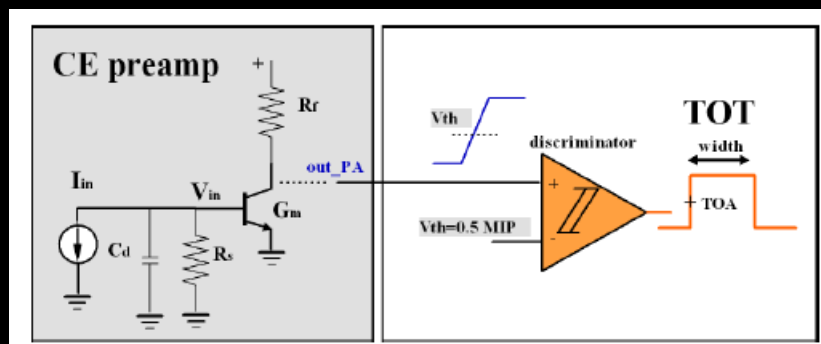 CE preamp
+
Rf
out_PA
Iin
Vin
Gm
Cd
Rs
Vth
discriminator
TOT
width
+
+ TOA
Vth=0.5 MIP
-